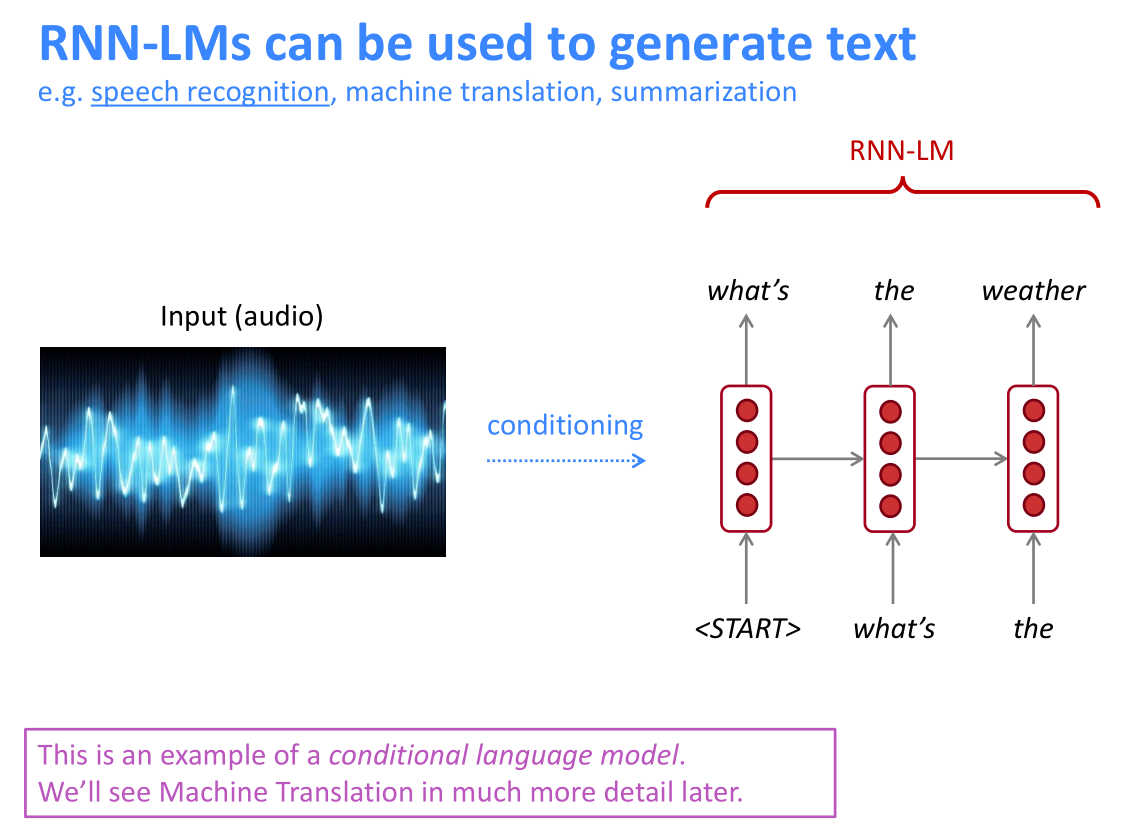 RNN-LMs can be used to generate text
e.g. speech recognition, machine translation, summarization
RNN-LM
what’s the weather
Input (audio)
conditioning
<START> what’s the
This is an example of a conditional language model.
We’ll see Machine Translation in much more detail later.